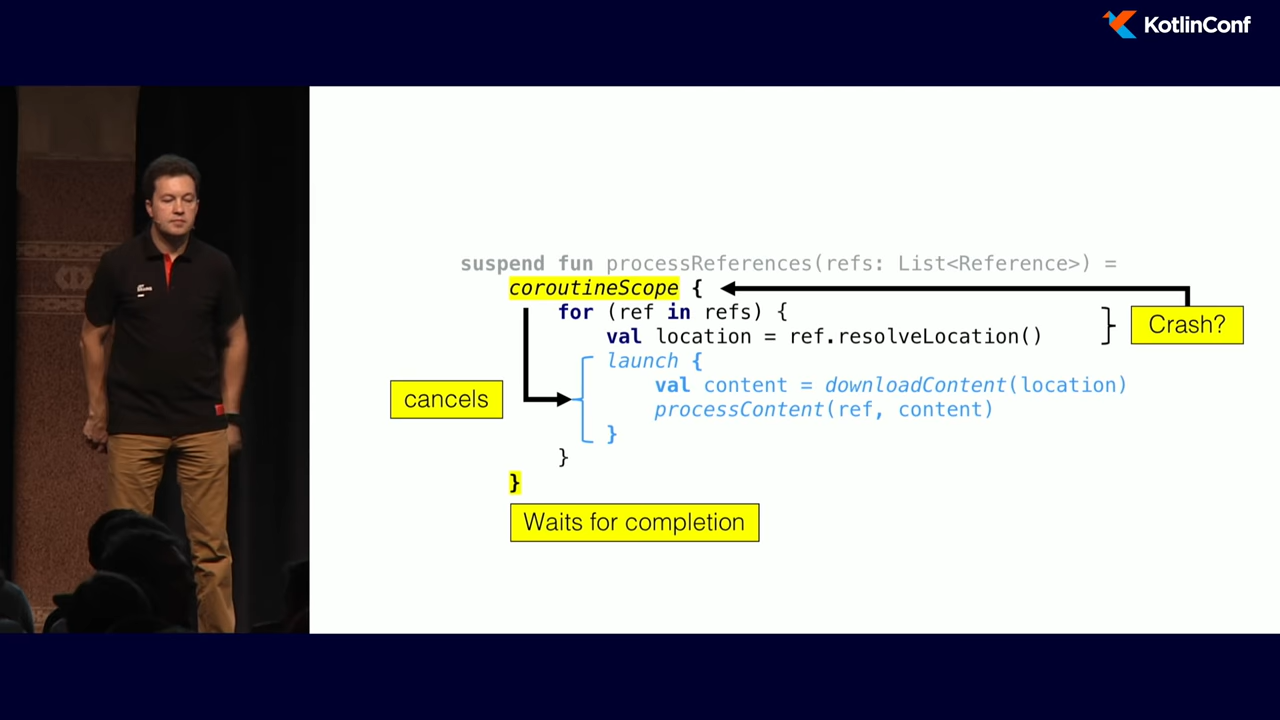 KotlinConf
suspend fun processReferences(refs: List<Reference>) =
coroutineScope {
for (ref in refs) {
Crash?
val location = ref.resolveLocation()
launch {
val content = downloadContent(location)
cancels
processContent(ref, content)
}
}
}
Waits for completion